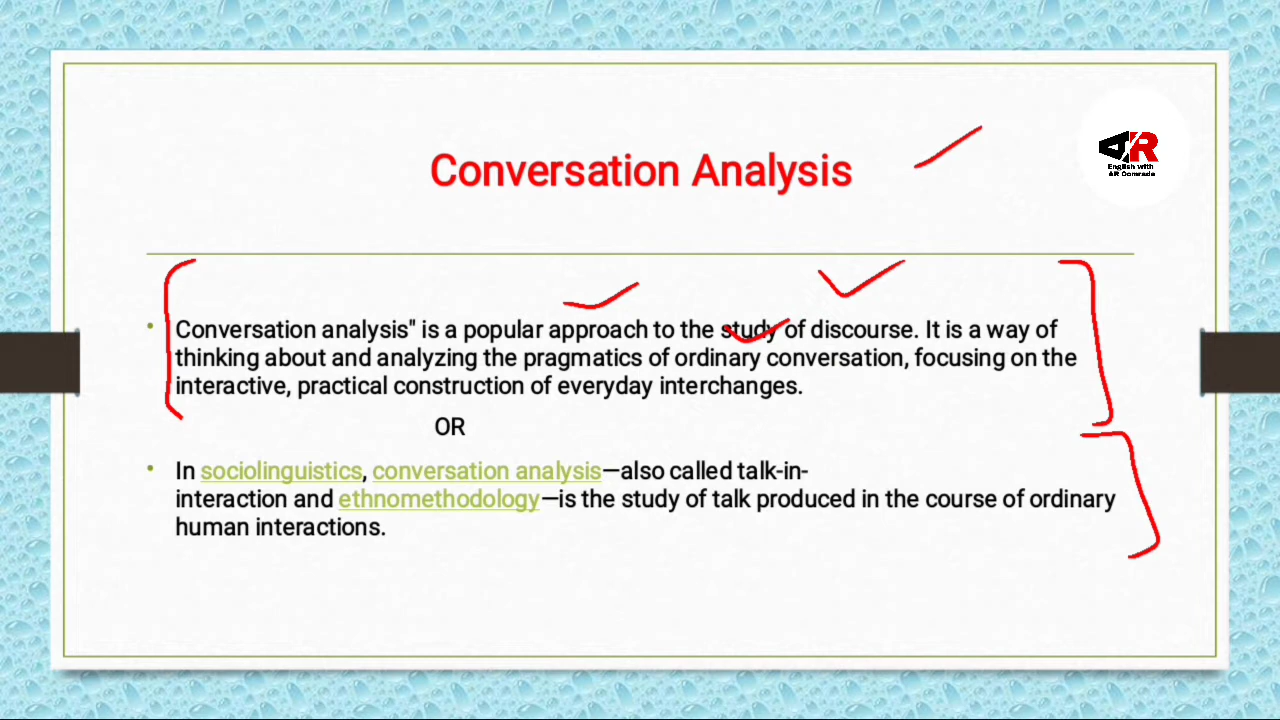 Conversation Analysis
AR
English with
AR Comrade
Conversation analysis" is a popular approach to the study of discourse. It is a way of
thinking about and analyzing the pragmatics of ordinary conversation, focusing on the
interactive, practical construction of everyday interchanges.
OR
In sociolinguistics, conversation analysis—also called talk-in-
interaction and ethnomethodology—is the study of talk produced in the course of ordinary
human interactions.